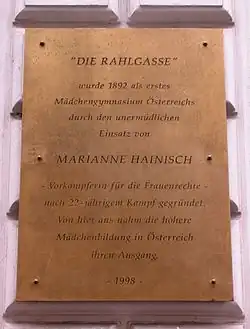 "DIE RAHLGASSE"
wurde 1892 als erstes
Mädchengymnasium Österreichs
durch den unermüdlichen
Einsatz von
MARIANNE HAINISCH
- Vorkämpferin für die Frauenrechte -
nach 22-jährigem Kampf gegründet.
Von hier aus nahm die höhere
Mädchenbildung in Österreich
ihren Ausgang.
- 1998 -